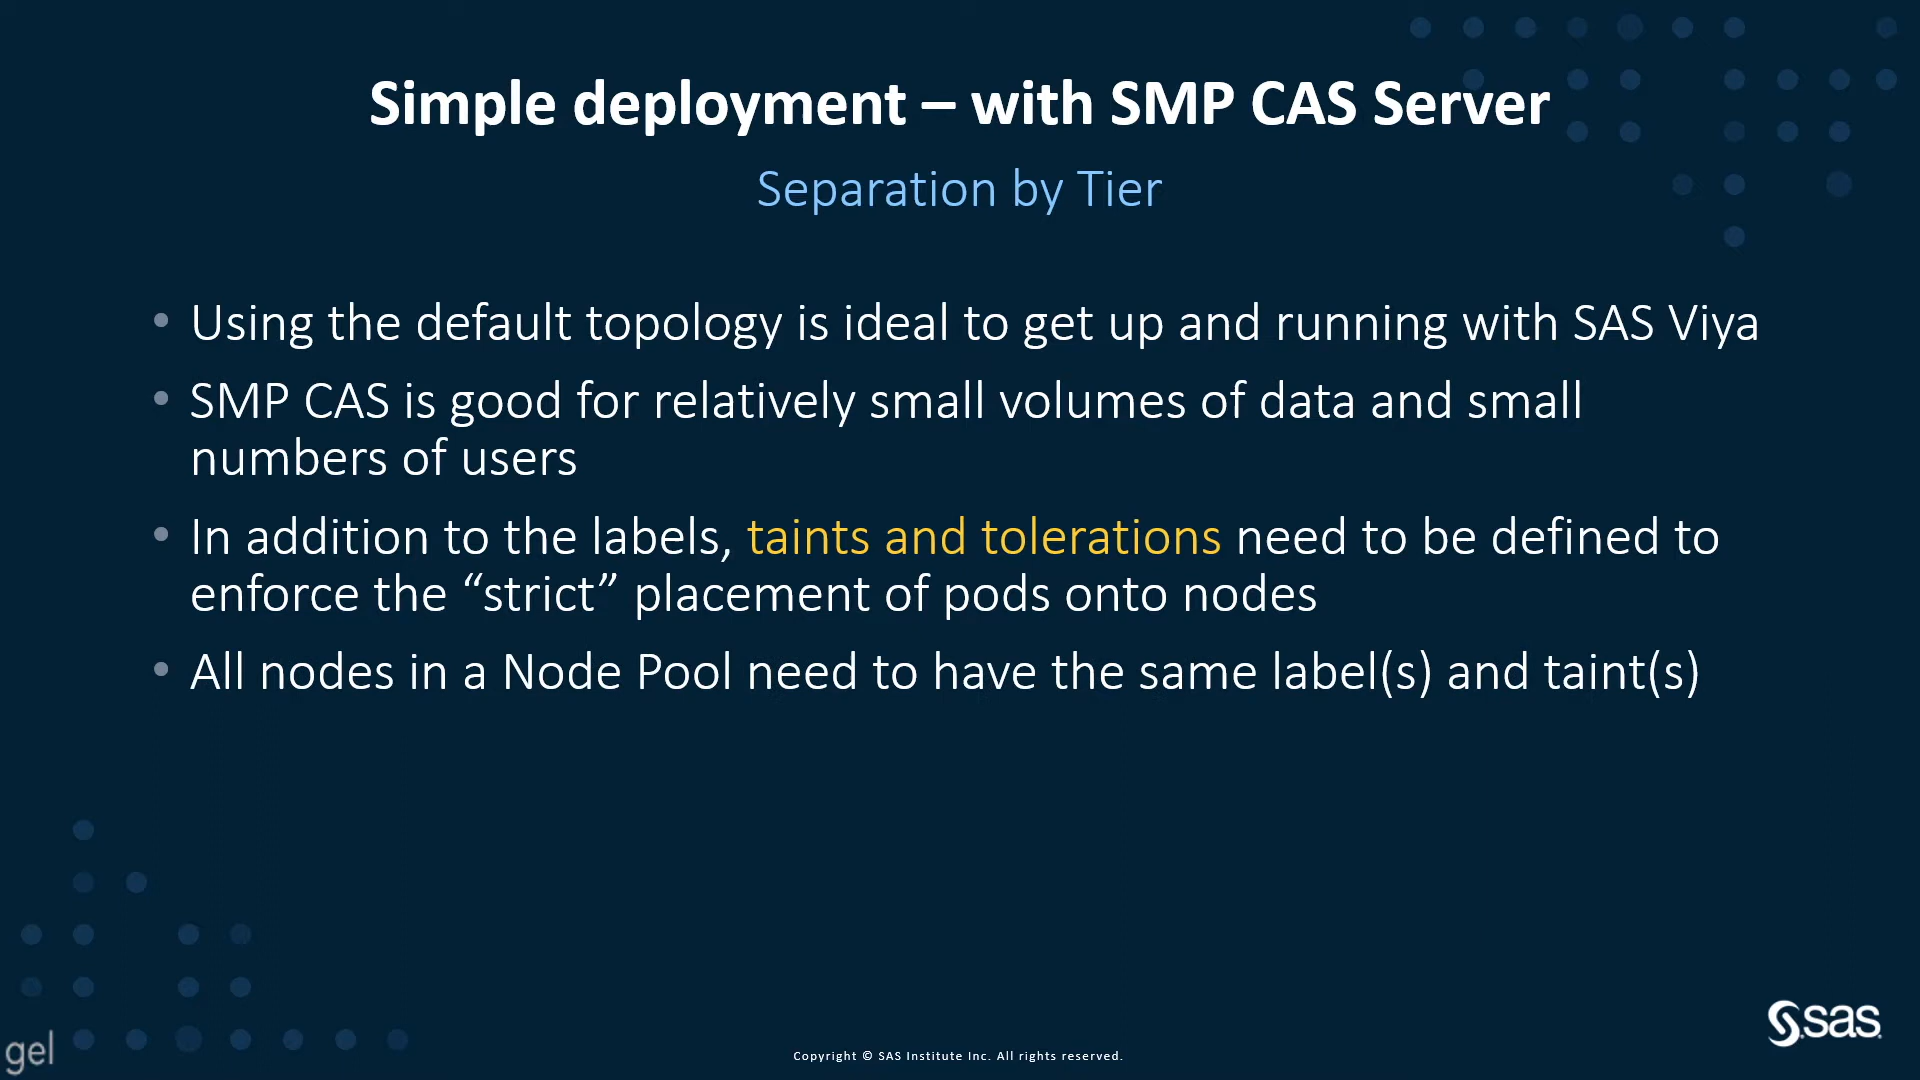 Simple deployment – with SMP CAS Server
Separation by Tier
• Using the default topology is ideal to get up and running with SAS Viya
• SMP CAS is good for relatively small volumes of data and small
numbers of users
• In addition to the labels, taints and tolerations need to be defined to
enforce the “strict” placement of pods onto nodes
• All nodes in a Node Pool need to have the same label(s) and taint(s)
sas
gel
Copyright © SAS Institute Inc. All rights reserved.